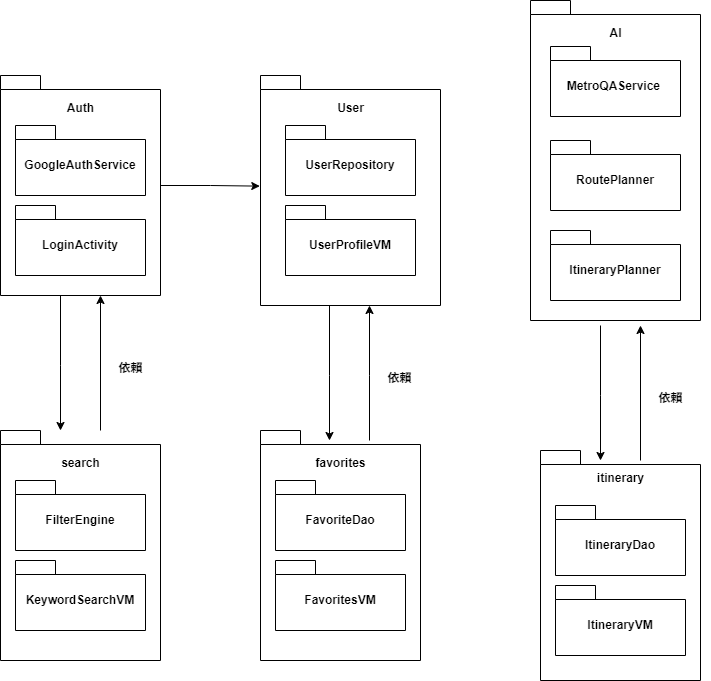 Auth
GoogleAuthService
LoginActivity
User
UserRepository
UserProfileVM
AI
MetroQAService
RoutePlanner
ItineraryPlanner
依賴
依賴
依賴
search
FilterEngine
KeywordSearchVM
favorites
FavoriteDao
FavoritesVM
itinerary
ItineraryDao
ItineraryVM